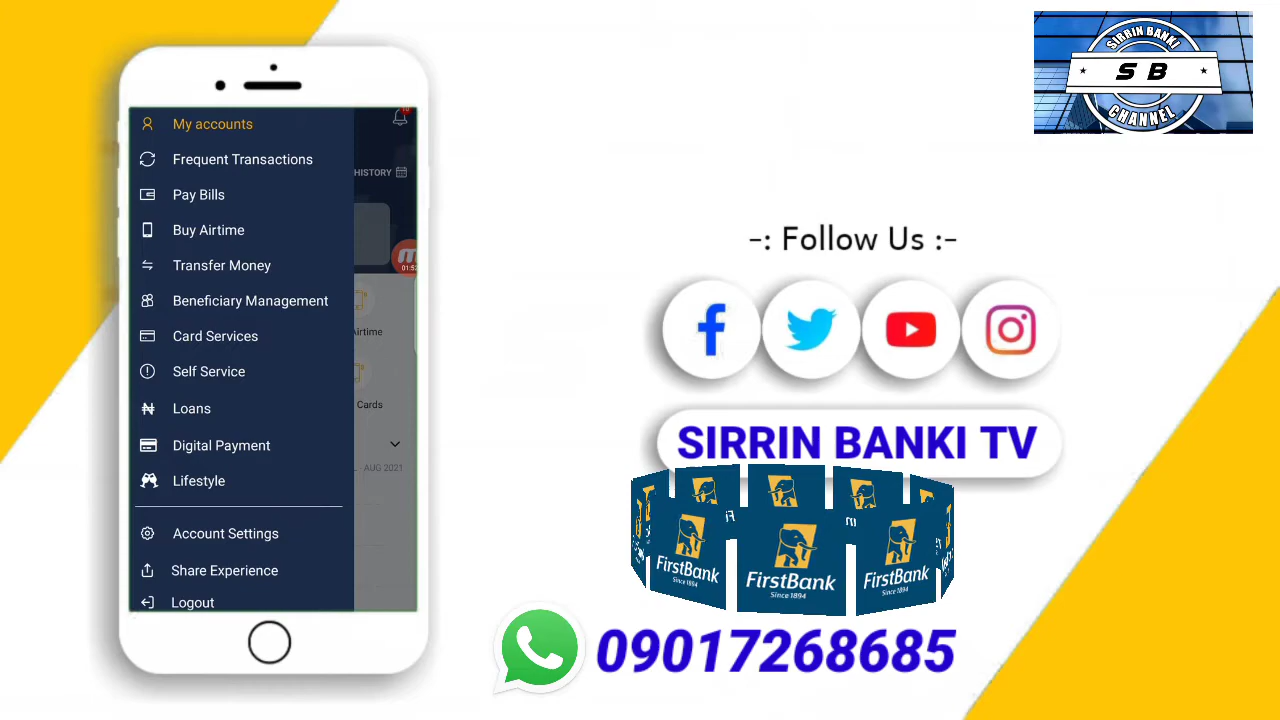 SIRRIN BANKI
S B
CHANNEL
My accounts
Frequent Transactions
HISTORY
Pay Bills
Buy Airtime
Transfer Money
01:52
Beneficiary Management
Card Services
Airtime
Self Service
Loans
Cards
Digital Payment
- AUG 2021
Lifestyle
Account Settings
Share Experience
Logout
-: Follow Us :-
SIRRIN BANKI TV
FirstBank
Since 1894
FirstBank
Since 1894
FirstBank
Since 1894
09017268685